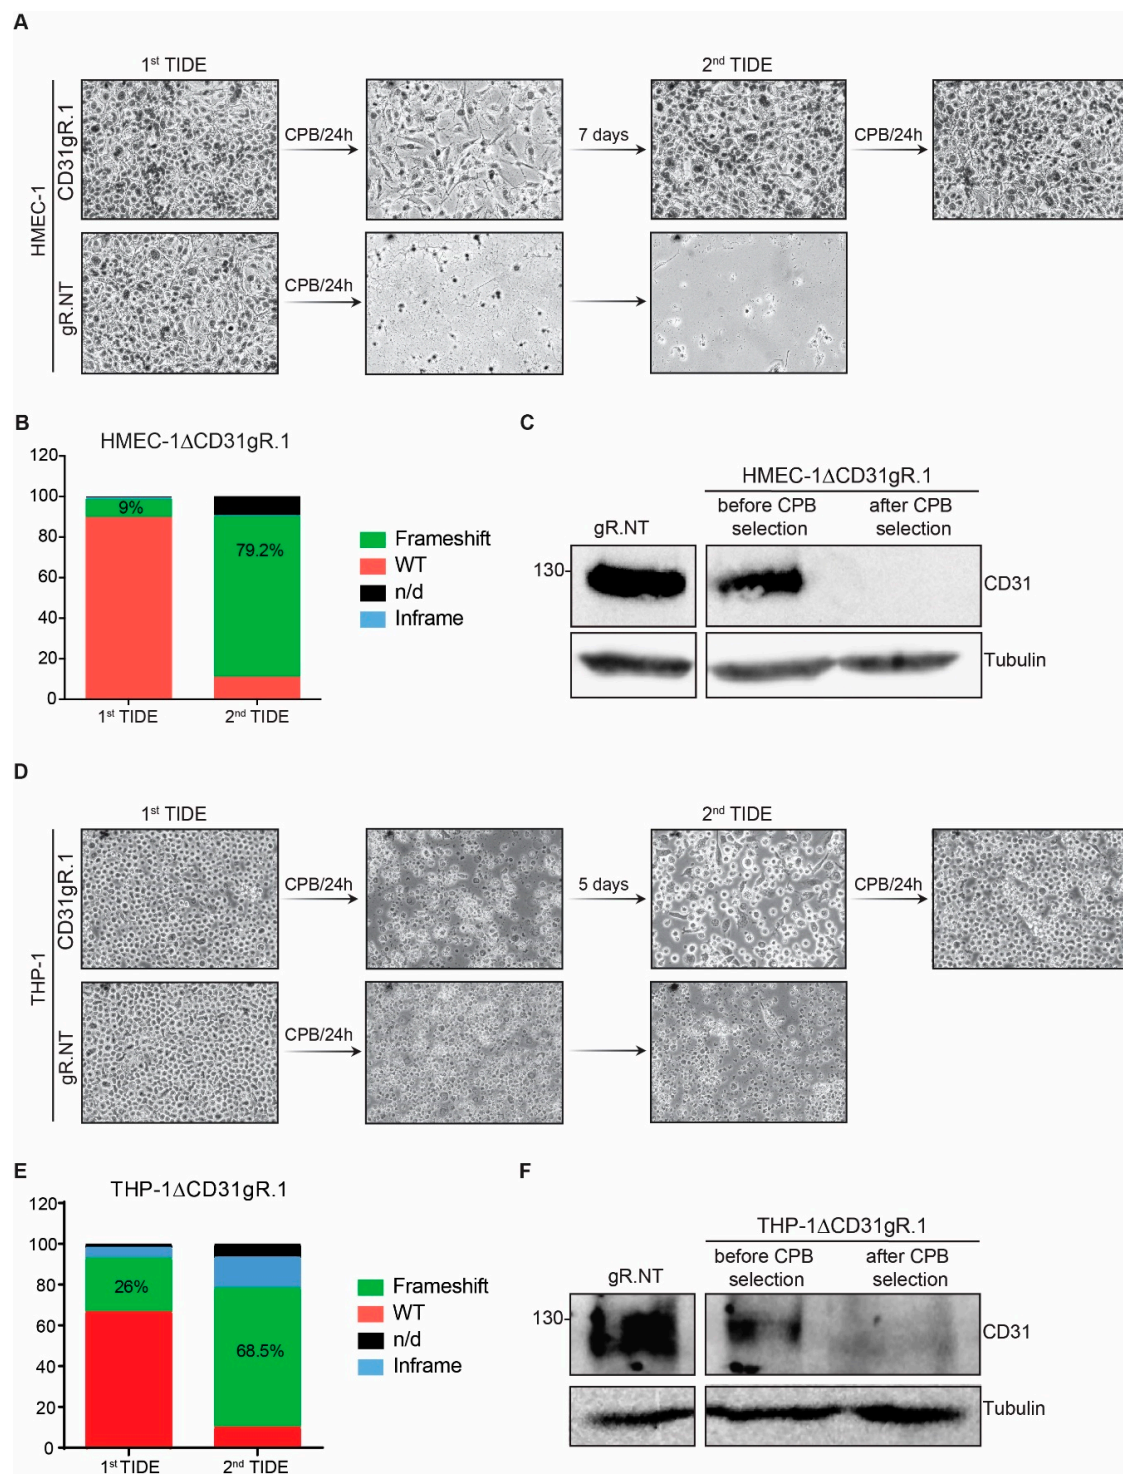 A
1st TIDE
2nd TIDE
HMEC-1
CD31gR.1
CPB/24h
7 days
CPB/24h
gR.NT
CPB/24h
B
HMEC-1ΔCD31gR.1
120
100
80
60
40
20
0
9%
79.2%
1st TIDE
2nd TIDE
Frameshift
WT
n/d
Inframe
C
HMEC-1ΔCD31gR.1
gR.NT
before CPB
selection
after CPB
selection
130
CD31
Tubulin
D
1st TIDE
2nd TIDE
THP-1
CD31gR.1
CPB/24h
5 days
CPB/24h
gR.NT
CPB/24h
E
THP-1ΔCD31gR.1
120
100
80
60
40
20
0
26%
68.5%
1st TIDE
2nd TIDE
Frameshift
WT
n/d
Inframe
F
THP-1ΔCD31gR.1
gR.NT
before CPB
selection
after CPB
selection
130
CD31
Tubulin